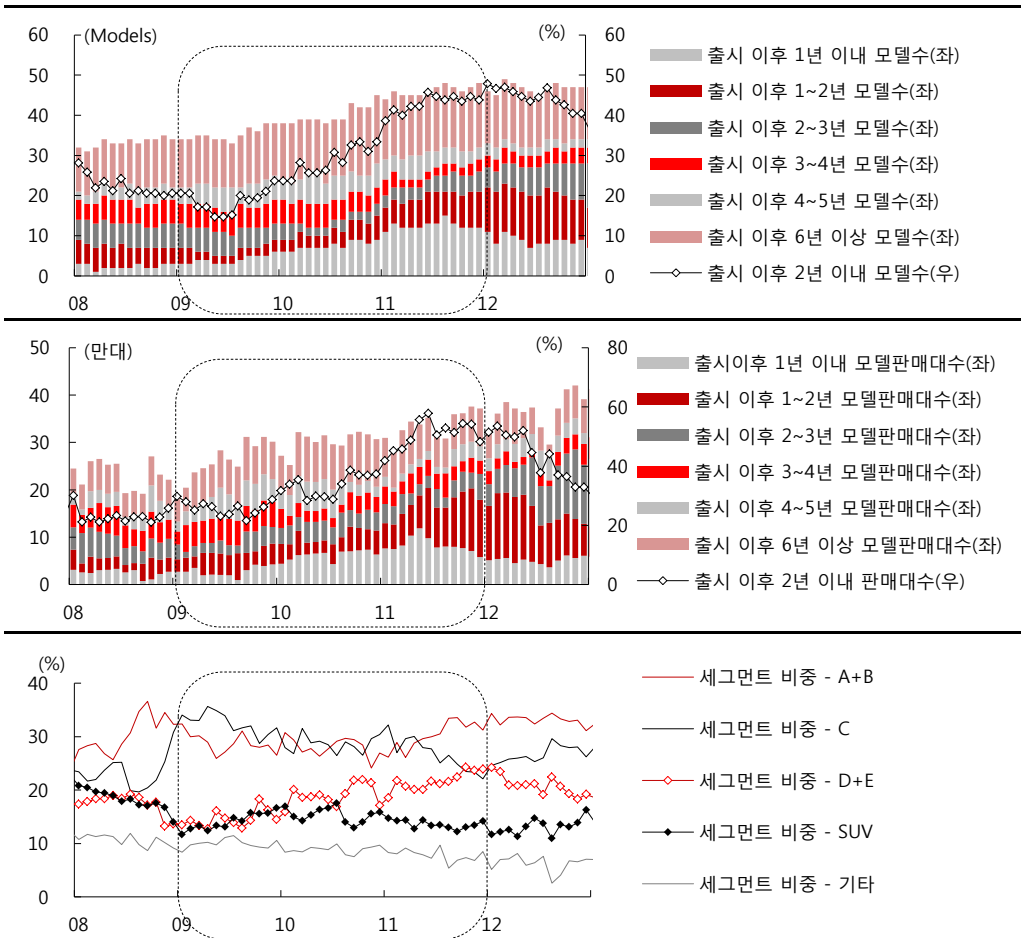 (Models)
(%)
60
50
40
30
20
10
0
60
50
40
30
20
10
0
08
09
10
11
12
출시 이후 1년 이내 모델수(좌)
출시 이후 1~2년 모델수(좌)
출시 이후 2~3년 모델수(좌)
출시 이후 3~4년 모델수(좌)
출시 이후 4~5년 모델수(좌)
출시 이후 6년 이상 모델수(좌)
출시 이후 2년 이내 모델수(우)
(만대)
(%)
50
40
30
20
10
0
80
60
40
20
0
08
09
10
11
12
출시이후 1년 이내 모델판매대수(좌)
출시 이후 1~2년 모델판매대수(좌)
출시 이후 2~3년 모델판매대수(좌)
출시 이후 3~4년 모델판매대수(좌)
출시 이후 4~5년 모델판매대수(좌)
출시 이후 6년 이상 모델판매대수(좌)
출시 이후 2년 이내 판매대수(우)
(%)
40
30
20
10
0
08
09
10
11
12
세그먼트 비중 - A+B
세그먼트 비중 - C
세그먼트 비중 - D+E
세그먼트 비중 - SUV
세그먼트 비중 - 기타